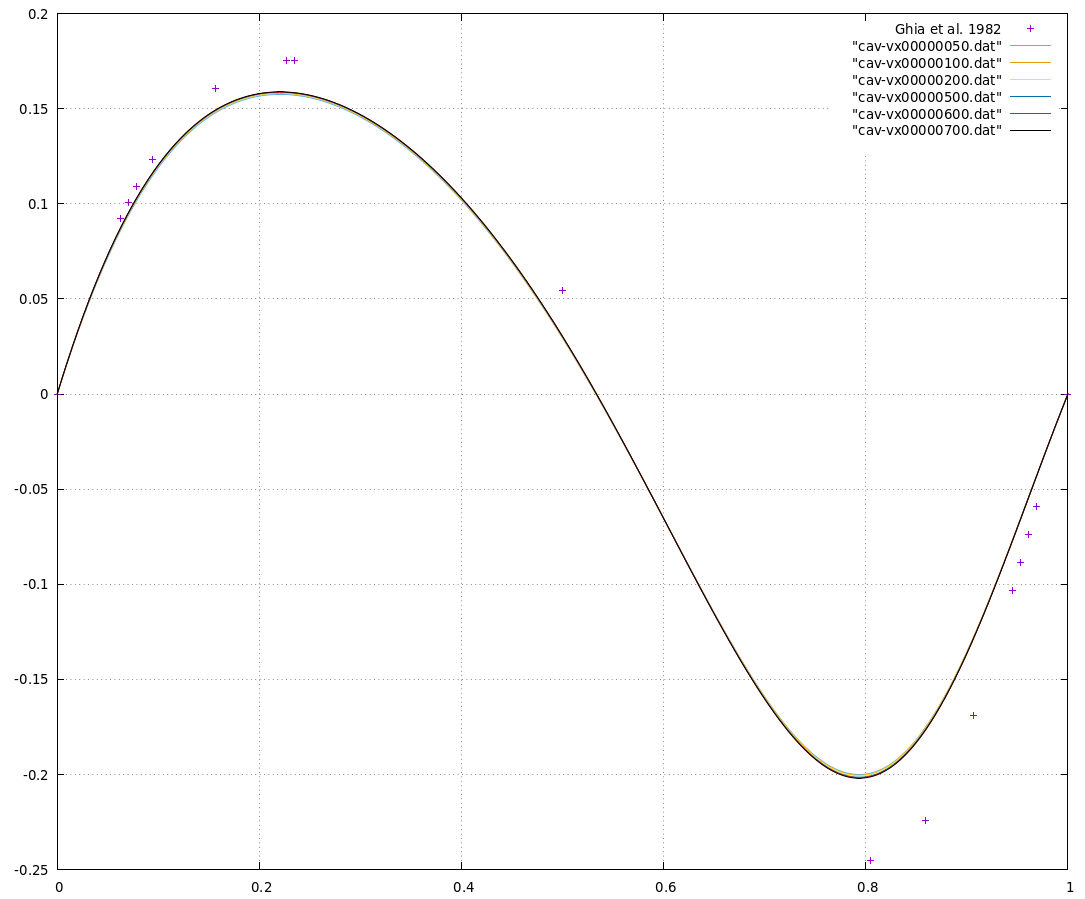 0.2
0.15
0.1
0.05
0
-0.05
-0.1
-0.15
-0.2
-0.25
0 0.2 0.4 0.6 0.8 1
Ghia et al. 1982
"cav-vx00000050.dat"
"cav-vx00000100.dat"
"cav-vx00000200.dat"
"cav-vx00000500.dat"
"cav-vx00000600.dat"
"cav-vx00000700.dat"